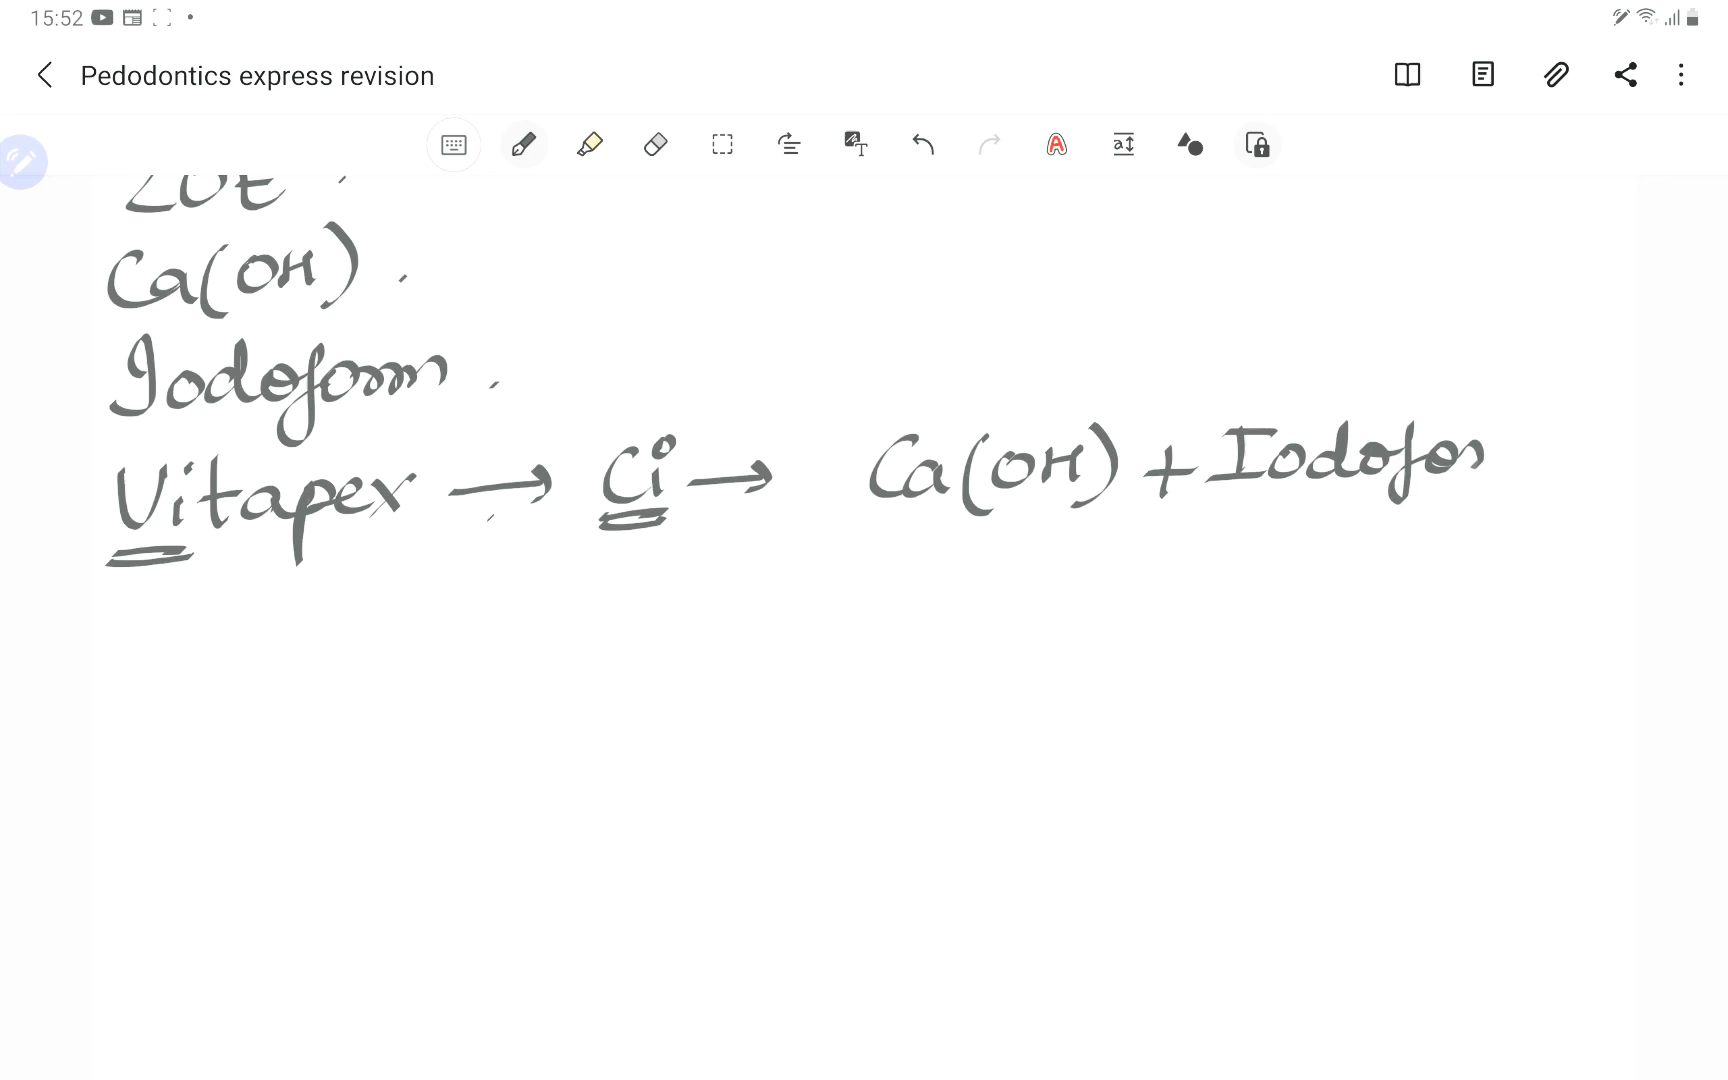 15:52
Pedodontics express revision
ZOE .
Ca(OH) .
Iodoform .
Vitapex → Ci → Ca(OH) + Iodofor